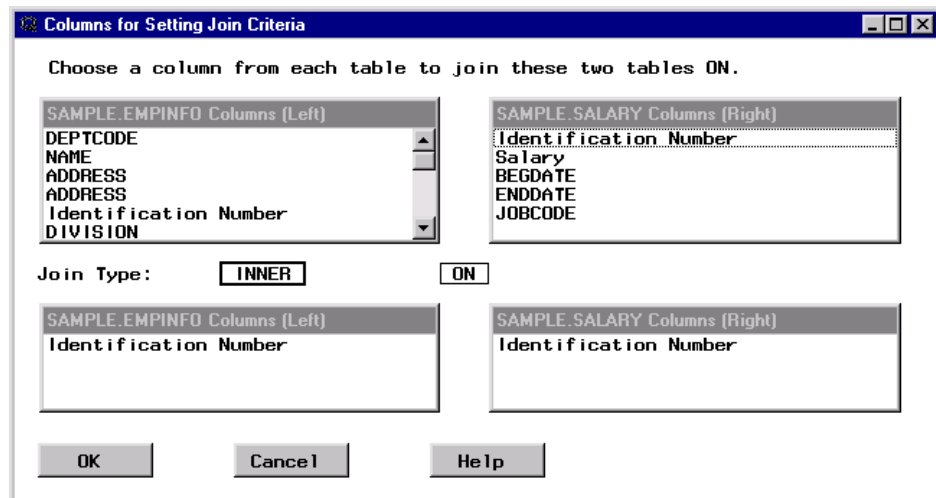 Columns for Setting Join Criteria
Choose a column from each table to join these two tables ON.
SAMPLE.EMPINFO Columns (Left)
DEPTCODE
NAME
ADDRESS
ADDRESS
Identification Number
DIVISION
SAMPLE.SALARY Columns (Right)
Identification Number
Salary
BEGDATE
ENDDATE
JOBCODE
Join Type: INNER ON
SAMPLE.EMPINFO Columns (Left)
Identification Number
SAMPLE.SALARY Columns (Right)
Identification Number
OK Cancel Help